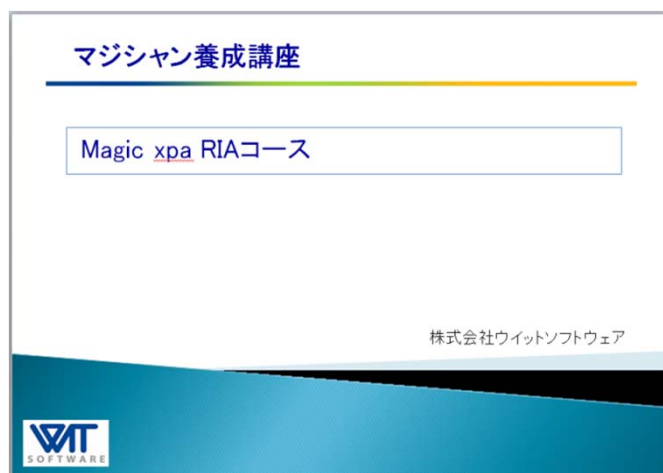 マジシャン養成講座
Magic xpa RIAコース
株式会社ウイットソフトウェア
WIT
SOFTWARE